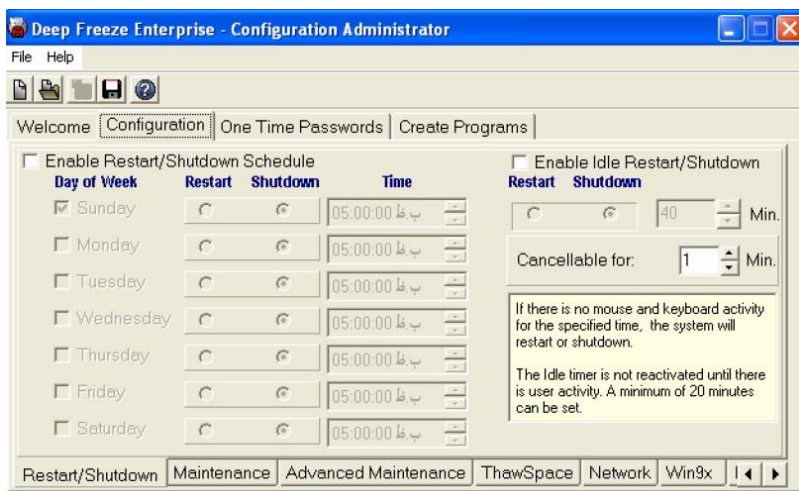 Deep Freeze Enterprise - Configuration Administrator
File Help
Welcome Configuration One Time Passwords Create Programs
Enable Restart/Shutdown Schedule
Day of Week Restart Shutdown Time
Sunday 05:00:00 ب.ظ
Monday 05:00:00 ب.ظ
Tuesday 05:00:00 ب.ظ
Wednesday 05:00:00 ب.ظ
Thursday 05:00:00 ب.ظ
Friday 05:00:00 ب.ظ
Saturday 05:00:00 ب.ظ
Enable Idle Restart/Shutdown
Restart Shutdown
40 Min.
Cancellable for: 1 Min.
If there is no mouse and keyboard activity
for the specified time, the system will
restart or shutdown.
The Idle timer is not reactivated until there
is user activity. A minimum of 20 minutes
can be set.
Restart/Shutdown Maintenance Advanced Maintenance ThawSpace Network Win9x